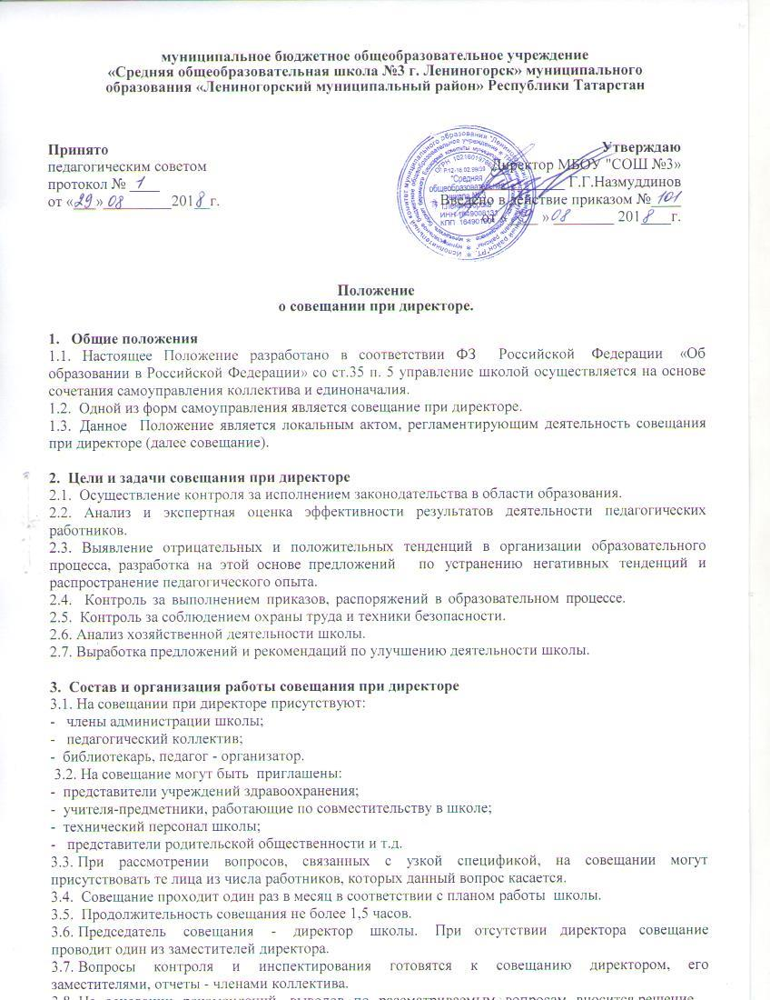 муниципальное бюджетное общеобразовательное учреждение
«Средняя общеобразовательная школа №3 г. Лениногорск» муниципального
образования «Лениногорский муниципальный район» Республики Татарстан
Принято
педагогическим советом
протокол № 1
от «29» 08 2018г.
Утверждаю
Директор МБОУ "СОШ №3»
Г.Г.Назмуддинов
Введено в действие приказом № 101
от « » 08 2018г.
Положение
о совещании при директоре.
1. Общие положения
1.1. Настоящее Положение разработано в соответствии ФЗ Российской Федерации «Об
образовании в Российской Федерации» со ст.35 п. 5 управление школой осуществляется на основе
сочетания самоуправления коллектива и единоначалия.
1.2. Одной из форм самоуправления является совещание при директоре.
1.3. Данное Положение является локальным актом, регламентирующим деятельность совещания
при директоре (далее совещание).
2. Цели и задачи совещания при директоре
2.1. Осуществление контроля за исполнением законодательства в области образования.
2.2. Анализ и экспертная оценка эффективности результатов деятельности педагогических
работников.
2.3. Выявление отрицательных и положительных тенденций в организации образовательного
процесса, разработка на этой основе предложений по устранению негативных тенденций и
распространение педагогического опыта.
2.4. Контроль за выполнением приказов, распоряжений в образовательном процессе.
2.5. Контроль за соблюдением охраны труда и техники безопасности.
2.6. Анализ хозяйственной деятельности школы.
2.7. Выработка предложений и рекомендаций по улучшению деятельности школы.
3. Состав и организация работы совещания при директоре
3.1. На совещании при директоре присутствуют:
- члены администрации школы;
- педагогический коллектив;
- библиотекарь, педагог - организатор.
3.2. На совещание могут быть приглашены:
- представители учреждений здравоохранения;
- учителя-предметники, работающие по совместительству в школе;
- технический персонал школы;
- представители родительской общественности и т.д.
3.3. При рассмотрении вопросов, связанных с узкой спецификой, на совещании могут
присутствовать те лица из числа работников, которых данный вопрос касается.
3.4. Совещание проходит один раз в месяц в соответствии с планом работы школы.
3.5. Продолжительность совещания не более 1,5 часов.
3.6. Председатель совещания - директор школы. При отсутствии директора совещание
проводит один из заместителей директора.
3.7. Вопросы контроля и инспектирования готовятся к совещанию директором, его
заместителями, отчеты - членами коллектива.
3.8. На основании рекомендаций, выводов по рассматриваемым вопросам вносится решение